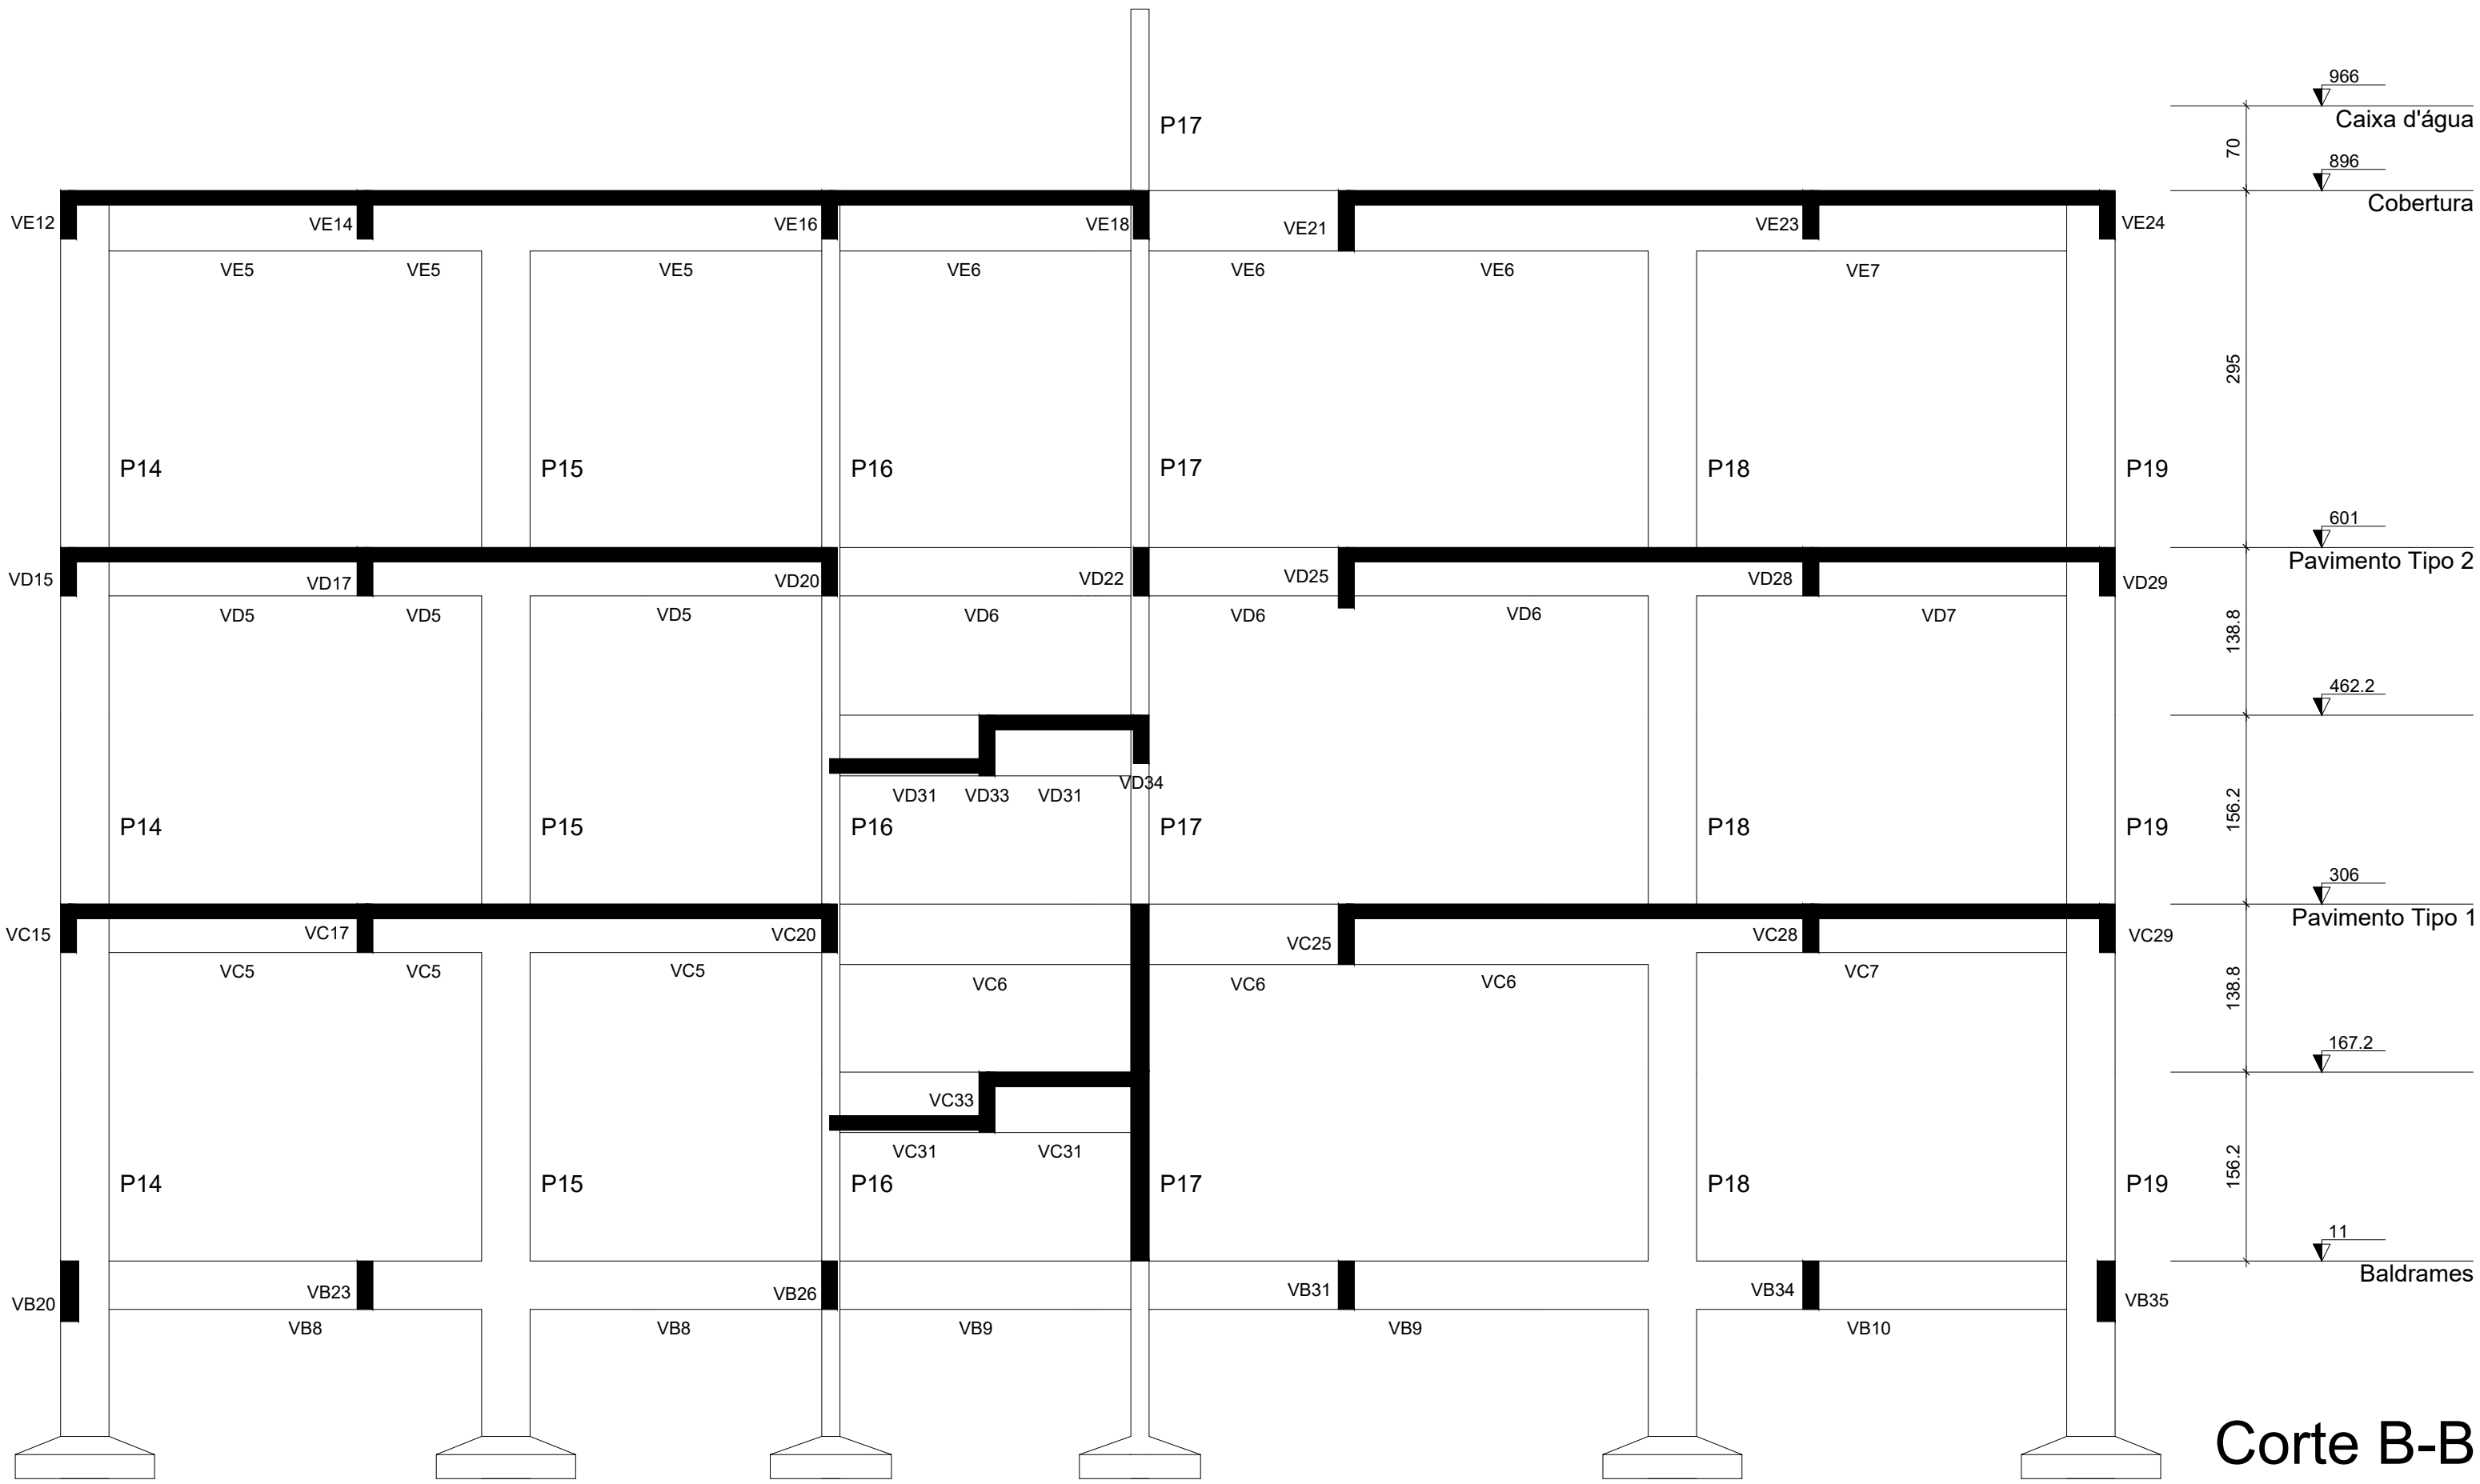 966
P17
Caixa d'água
70
896
Cobertura
VE12
VE14
VE16
VE18
VE21
VE23
VE24
VE5
VE5
VE5
VE6
VE6
VE6
VE7
295
P14
P15
P16
P17
P18
P19
601
Pavimento Tipo 2
VD15
VD17
VD20
VD22
VD25
VD28
VD29
VD5
VD5
VD5
VD6
VD6
VD6
VD7
138.8
462.2
VD31
VD33
VD31
VD34
156.2
P14
P15
P16
P17
P18
P19
306
Pavimento Tipo 1
VC15
VC17
VC20
VC25
VC28
VC29
VC5
VC5
VC5
VC6
VC6
VC6
VC7
138.8
167.2
VC33
VC31
VC31
156.2
P14
P15
P16
P17
P18
P19
11
Baldrames
VB20
VB23
VB26
VB31
VB34
VB35
VB8
VB8
VB9
VB9
VB10
Corte B-B